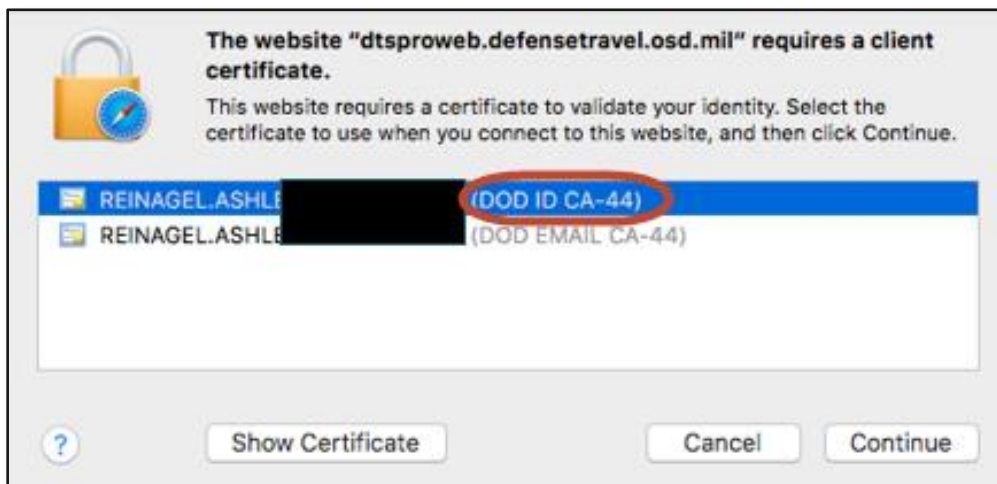 The website “dtsproweb.defensetravel.osd.mil” requires a client
certificate.
This website requires a certificate to validate your identity. Select the
certificate to use when you connect to this website, and then click Continue.
REINAGEL.ASHLE (DOD ID CA-44)
REINAGEL.ASHLE (DOD EMAIL CA-44)
? Show Certificate Cancel Continue